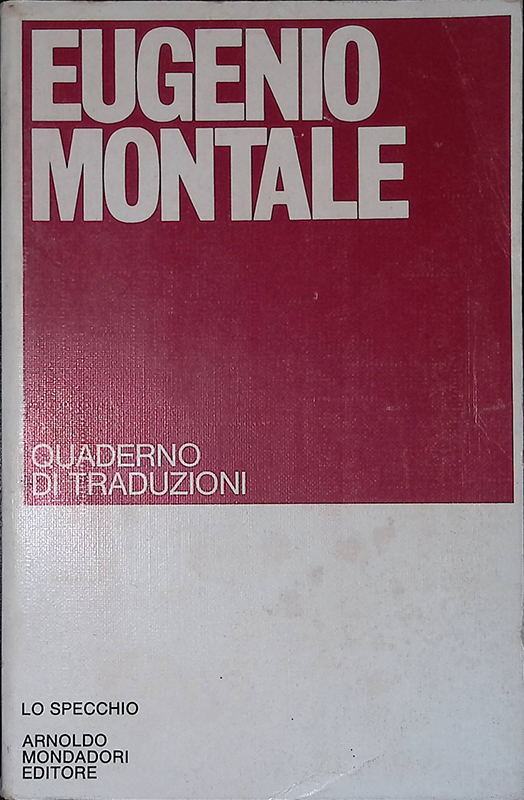 EUGENIO
MONTALE
QUADERNO
DI TRADUZIONI
LO SPECCHIO
ARNOLDO
MONDADORI
EDITORE